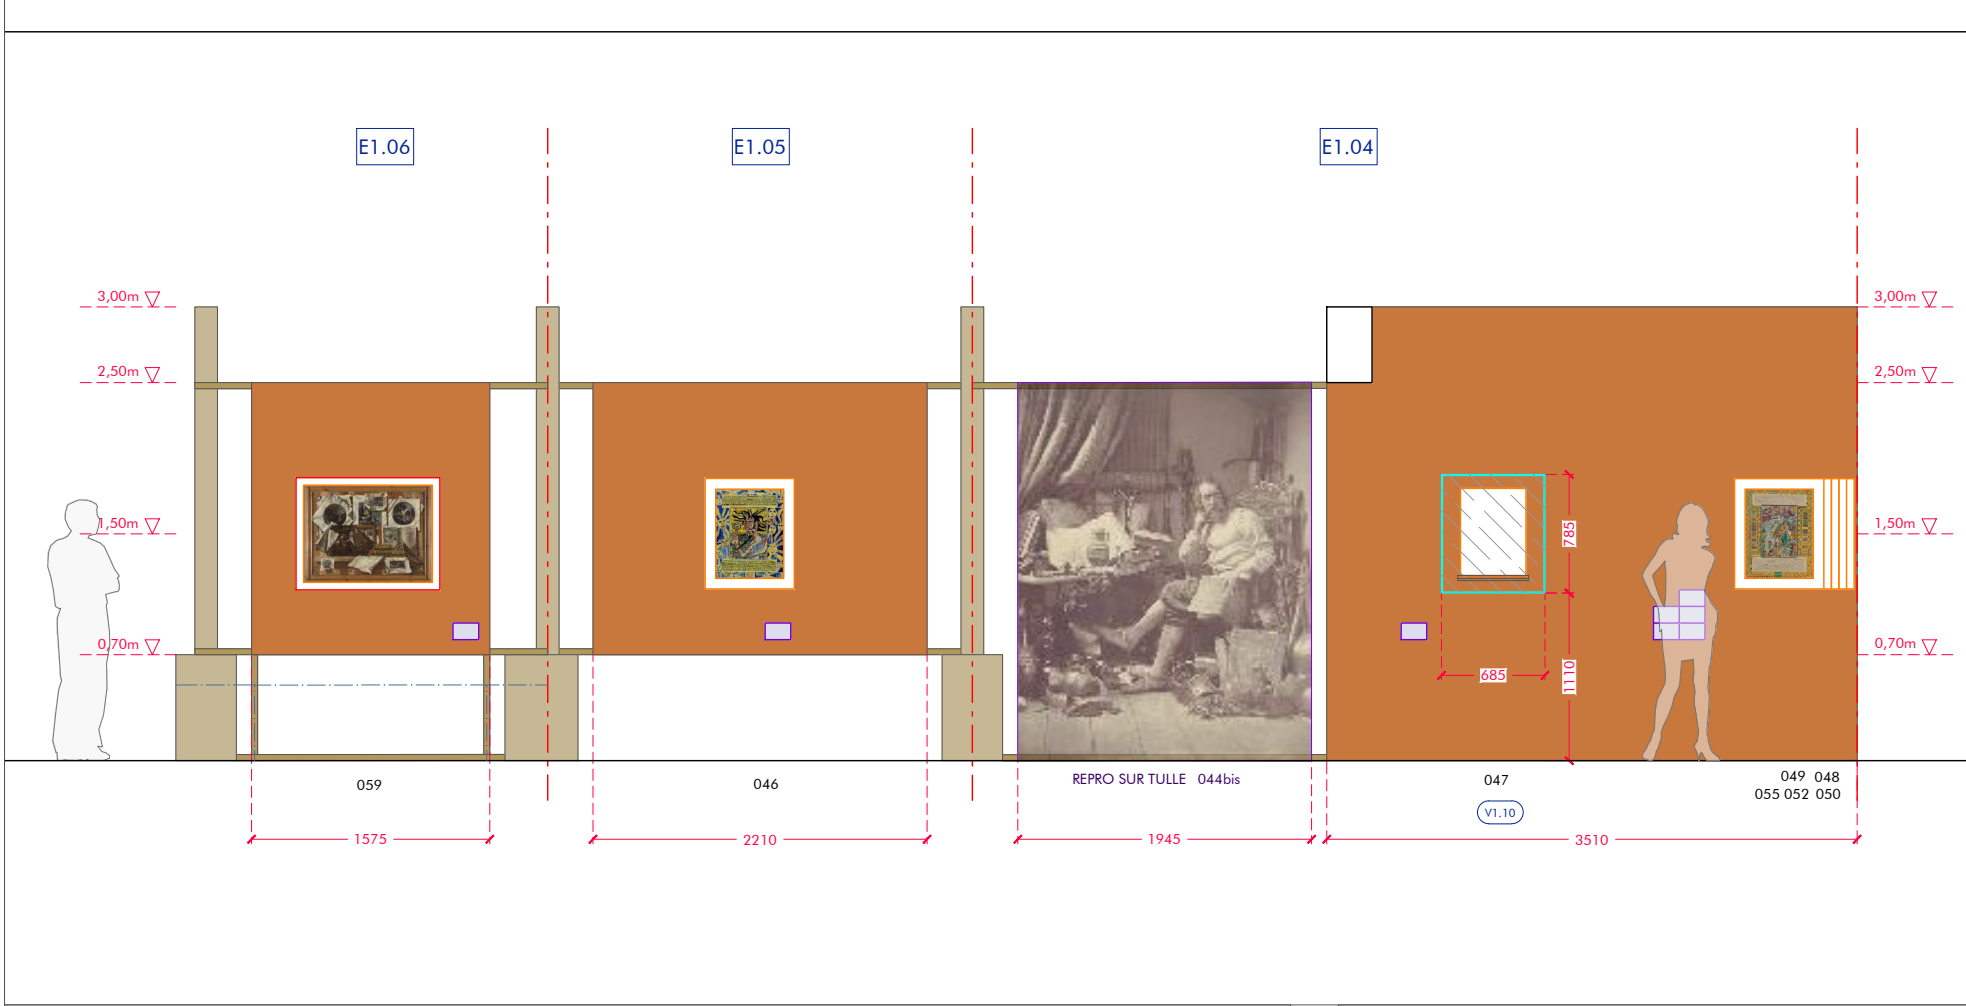 E1.06
E1.05
E1.04
3,00m
3,00m
2,50m
2,50m
1,50m
1,50m
785
0,70m
0,70m
685
1110
059
046
REPRO SUR TULLE 044bis
047
049 048
055 052 050
V1.10
1575
2210
1945
3510